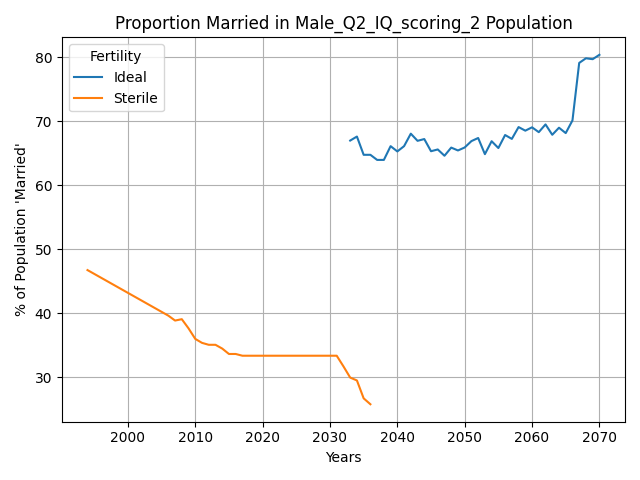 Proportion Married in Male_Q2_IQ_scoring_2 Population
Fertility
Ideal
Sterile
% of Population 'Married'
80
70
60
50
40
30
2000
2010
2020
2030
2040
2050
2060
2070
Years